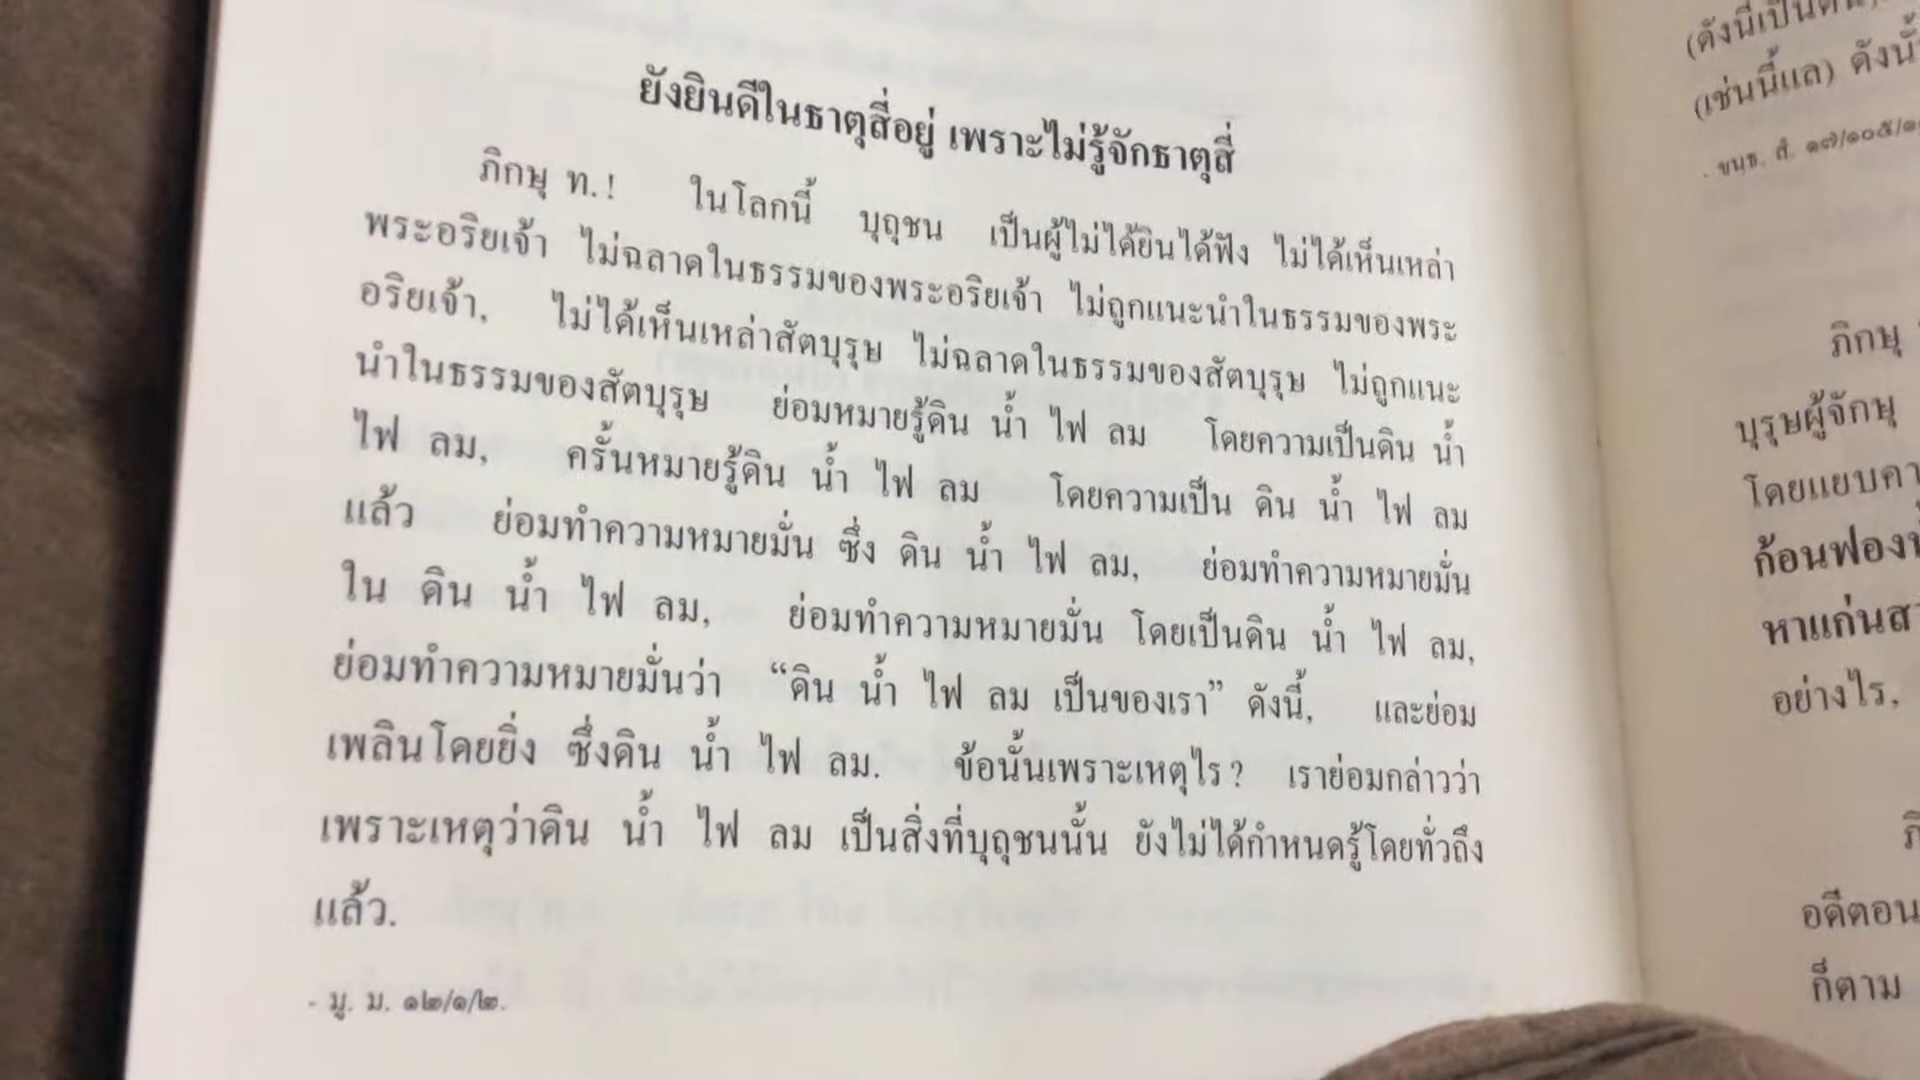 ยังยินดีในธาตุสี่อยู่ เพราะไม่รู้จักธาตุสี่
ภิกษุ ท.! ในโลกนี้ บุถุชน เป็นผู้ไม่ได้ยินได้ฟัง ไม่ได้เห็นเหล่า
พระอริยเจ้า ไม่ฉลาดในธรรมของพระอริยเจ้า ไม่ถูกแนะนำในธรรมของพระ
อริยเจ้า, ไม่ได้เห็นเหล่าสัตบุรุษ ไม่ฉลาดในธรรมของสัตบุรุษ ไม่ถูกแนะ
นำในธรรมของสัตบุรุษ ย่อมหมายรู้ดิน น้ำ ไฟ ลม โดยความเป็นดิน น้ำ
ไฟ ลม, ครั้นหมายรู้ดิน น้ำ ไฟ ลม โดยความเป็น ดิน น้ำ ไฟ ลม
แล้ว ย่อมทำความหมายมั่น ซึ่ง ดิน น้ำ ไฟ ลม, ย่อมทำความหมายมั่น
ใน ดิน น้ำ ไฟ ลม, ย่อมทำความหมายมั่น โดยเป็นดิน น้ำ ไฟ ลม,
ย่อมทำความหมายมั่นว่า “ดิน น้ำ ไฟ ลม เป็นของเรา” ดังนี้, และย่อม
เพลินโดยยิ่ง ซึ่งดิน น้ำ ไฟ ลม. ข้อนั้นเพราะเหตุไร? เราย่อมกล่าวว่า
เพราะเหตุว่าดิน น้ำ ไฟ ลม เป็นสิ่งที่บุถุชนนั้น ยังไม่ได้กำหนดรู้โดยทั่วถึง
แล้ว.
- มู. ม. ๑๒/๑/๒.
(ดังนี้เป็นต้น)
(เช่นนี้แล) ดังนั้
- ขนฺธ. สํ. ๑๗/๑๐๕/
ภิกษุ
บุรุษผู้จักษุ
โดยแยบคา
ก้อนฟองน
หาแก่นสา
อย่างไร,
ภิ
อดีตอน
ก็ตาม